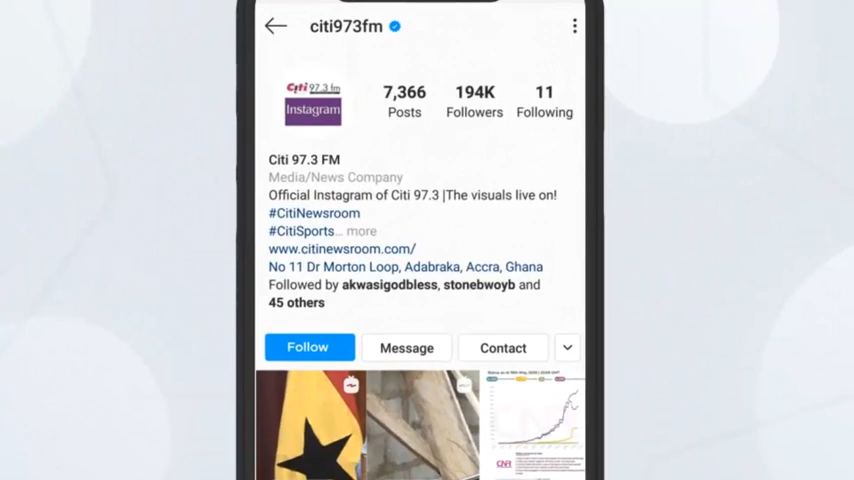 citi973fm
Citi 97.3 fm
Instagram
7,366 194K 11
Posts Followers Following
Citi 97.3 FM
Media/News Company
Official Instagram of Citi 97.3 |The visuals live on!
#CitiNewsroom
#CitiSports... more
www.citinewsroom.com/
No 11 Dr Morton Loop, Adabraka, Accra, Ghana
Followed by akwasigodbless, stonebwoyb and
45 others
Follow Message Contact
CNR